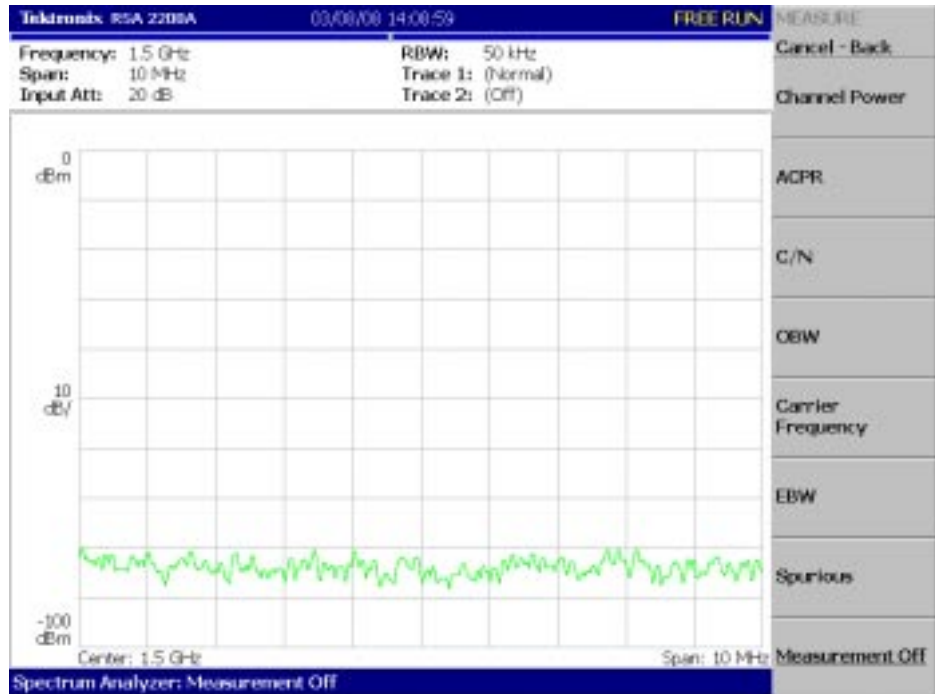 Tektronix RSA 2200A 03/08/08 14:08:59 FREE RUN
Frequency: 1.5 GHz RBW: 50 kHz
Span: 10 MHz Trace 1: (Normal)
Input Att: 20 dB Trace 2: (Off)
0
dBm
10
dB/
-100
dBm
Center: 1.5 GHz Span: 10 MHz
Spectrum Analyzer: Measurement Off
MEASURE
Cancel - Back
Channel Power
ACPR
C/N
OBW
Carrier
Frequency
EBW
Spurious
Measurement Off